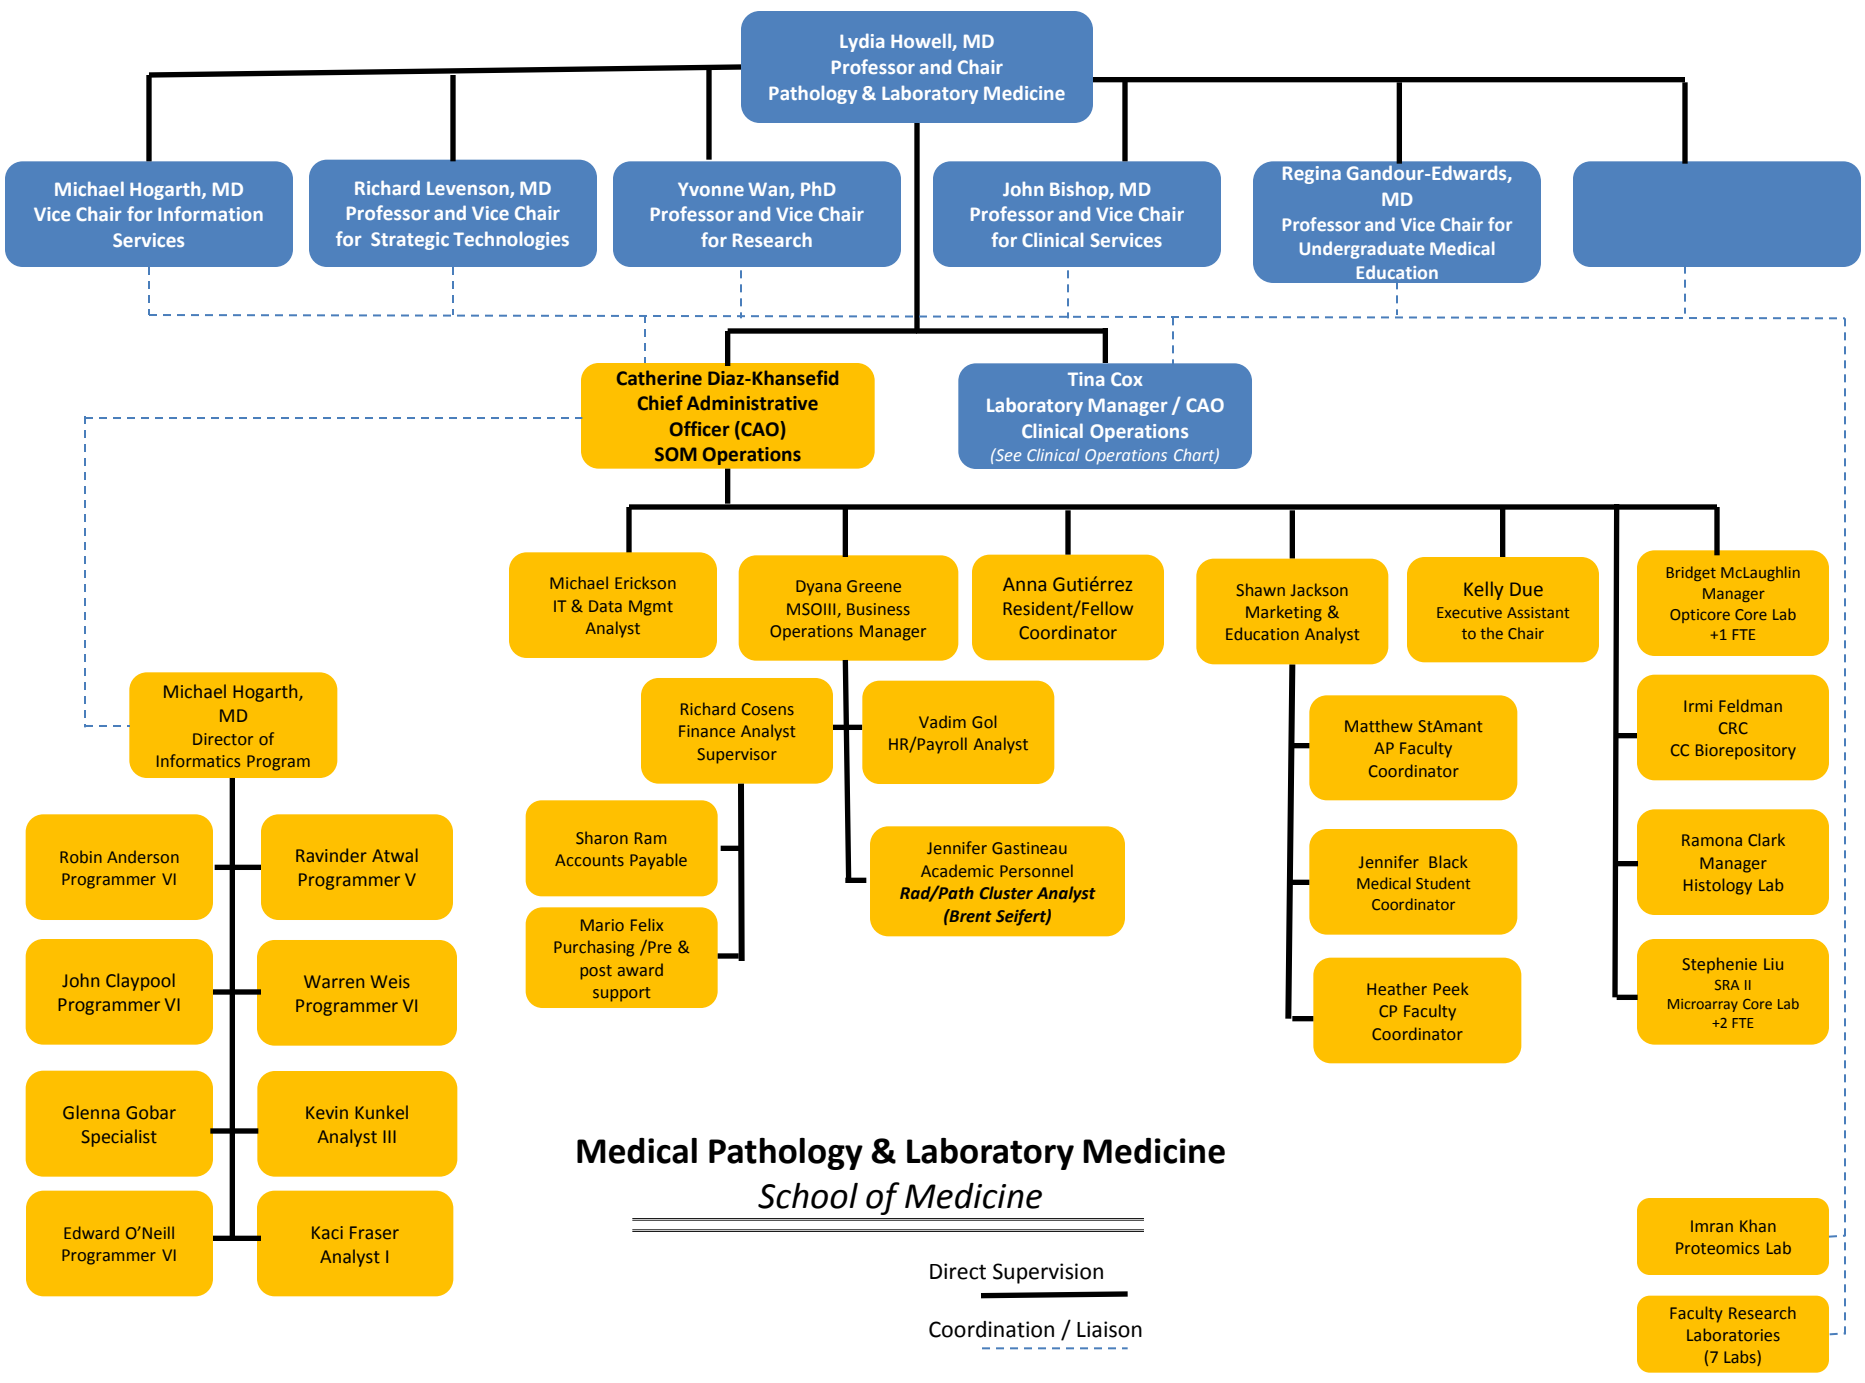 Lydia Howell, MD
Professor and Chair
Pathology & Laboratory Medicine
Michael Hogarth, MD
Vice Chair for Information
Services
Richard Levenson, MD
Professor and Vice Chair
for Strategic Technologies
Yvonne Wan, PhD
Professor and Vice Chair
for Research
John Bishop, MD
Professor and Vice Chair
for Clinical Services
Regina Gandour-Edwards,
MD
Professor and Vice Chair for
Undergraduate Medical
Education
Catherine Diaz-Khansefid
Chief Administrative
Officer (CAO)
SOM Operations
Tina Cox
Laboratory Manager / CAO
Clinical Operations
(See Clinical Operations Chart)
Michael Erickson
IT & Data Mgmt
Analyst
Dyana Greene
MSOIII, Business
Operations Manager
Anna Gutiérrez
Resident/Fellow
Coordinator
Shawn Jackson
Marketing &
Education Analyst
Kelly Due
Executive Assistant
to the Chair
Bridget McLaughlin
Manager
Opticore Core Lab
+1 FTE
Michael Hogarth,
MD
Director of
Informatics Program
Richard Cosens
Finance Analyst
Supervisor
Vadim Gol
HR/Payroll Analyst
Matthew StAmant
AP Faculty
Coordinator
Irmi Feldman
CRC
CC Biorepository
Robin Anderson
Programmer VI
Ravinder Atwal
Programmer V
Sharon Ram
Accounts Payable
Jennifer Gastineau
Academic Personnel
Rad/Path Cluster Analyst
(Brent Seifert)
Jennifer Black
Medical Student
Coordinator
Ramona Clark
Manager
Histology Lab
Mario Felix
Purchasing /Pre &
post award
support
John Claypool
Programmer VI
Warren Weis
Programmer VI
Heather Peek
CP Faculty
Coordinator
Stephenie Liu
SRA II
Microarray Core Lab
+2 FTE
Glenna Gobar
Specialist
Kevin Kunkel
Analyst III
Edward O’Neill
Programmer VI
Kaci Fraser
Analyst I
Medical Pathology & Laboratory Medicine
School of Medicine
Direct Supervision
Coordination / Liaison
Imran Khan
Proteomics Lab
Faculty Research
Laboratories
(7 Labs)